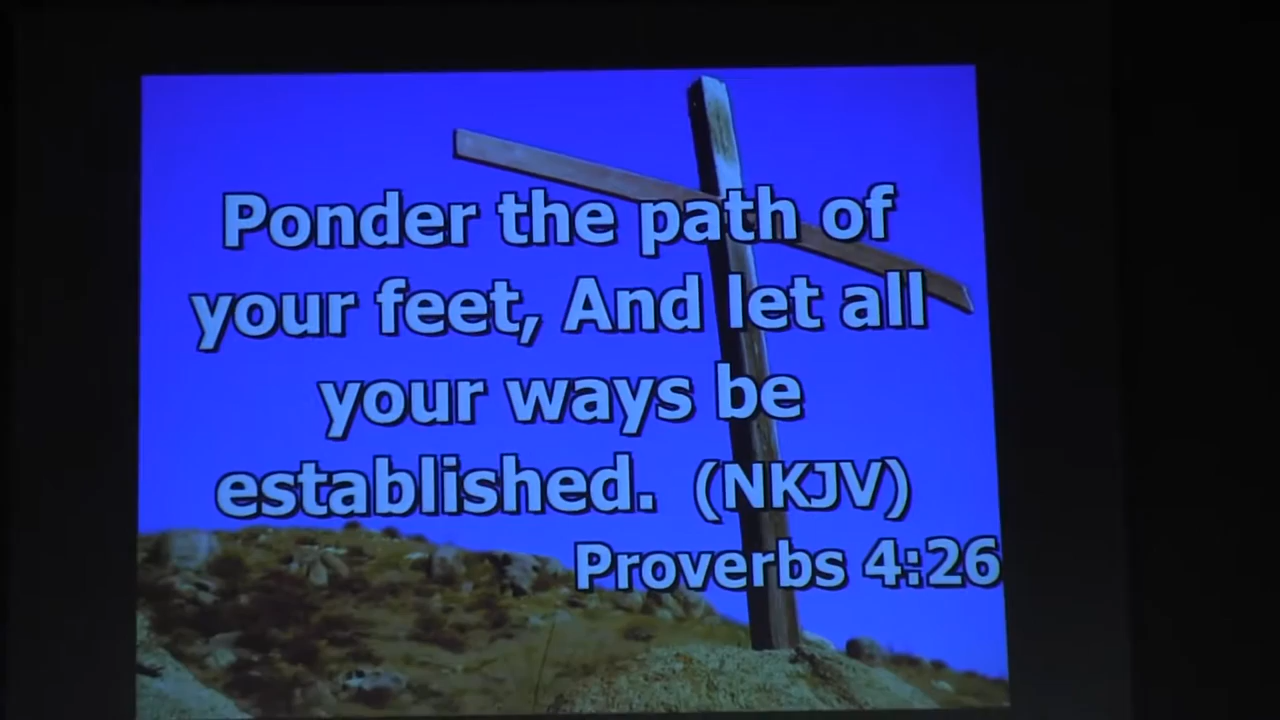 Ponder the path of
your feet, And let all
your ways be
established. (NKJV)
Proverbs 4:26